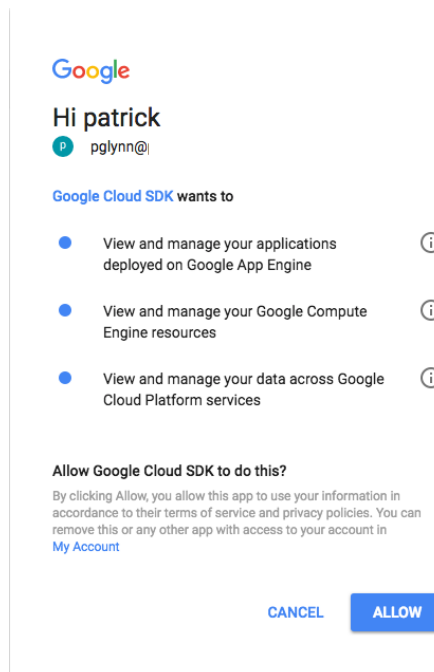 Google
Hi patrick
P
pglynn@
Google Cloud SDK wants to
View and manage your applications
deployed on Google App Engine
View and manage your Google Compute
Engine resources
View and manage your data across Google
Cloud Platform services
Allow Google Cloud SDK to do this?
By clicking Allow, you allow this app to use your information in
accordance to their terms of service and privacy policies. You can
remove this or any other app with access to your account in
My Account
CANCEL ALLOW